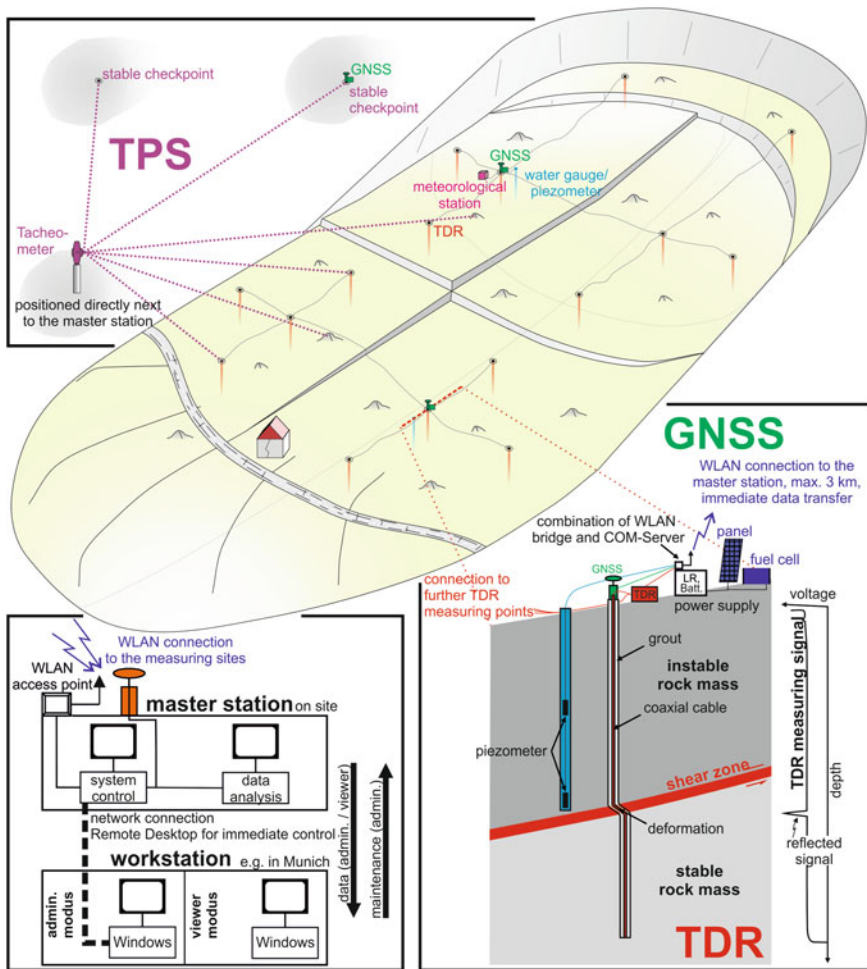 stable checkpoint
GNSS
stable
checkpoint
TPS
GNSS
water gauge/
piezometer
meteorological
station
TDR
Tacheo-
meter
positioned directly next
to the master station
GNSS
WLAN connection to the
master station, max. 3 km,
immediate data transfer
combination of WLAN
bridge and COM-Server
panel
fuel cell
GNSS
TDR
LR,
Batt.
power supply
voltage
connection to
further TDR
measuring points
grout
instable
rock mass
coaxial cable
piezometer
shear zone
deformation
stable
rock mass
TDR measuring signal
depth
reflected
signal
TDR
WLAN connection
to the measuring sites
WLAN
access point
master station on site
system
control
data
analysis
network connection
Remote Desktop for immediate control
workstation e.g. in Munich
admin.
modus
viewer
modus
Windows
Windows
data (admin. / viewer)
maintenance (admin.)